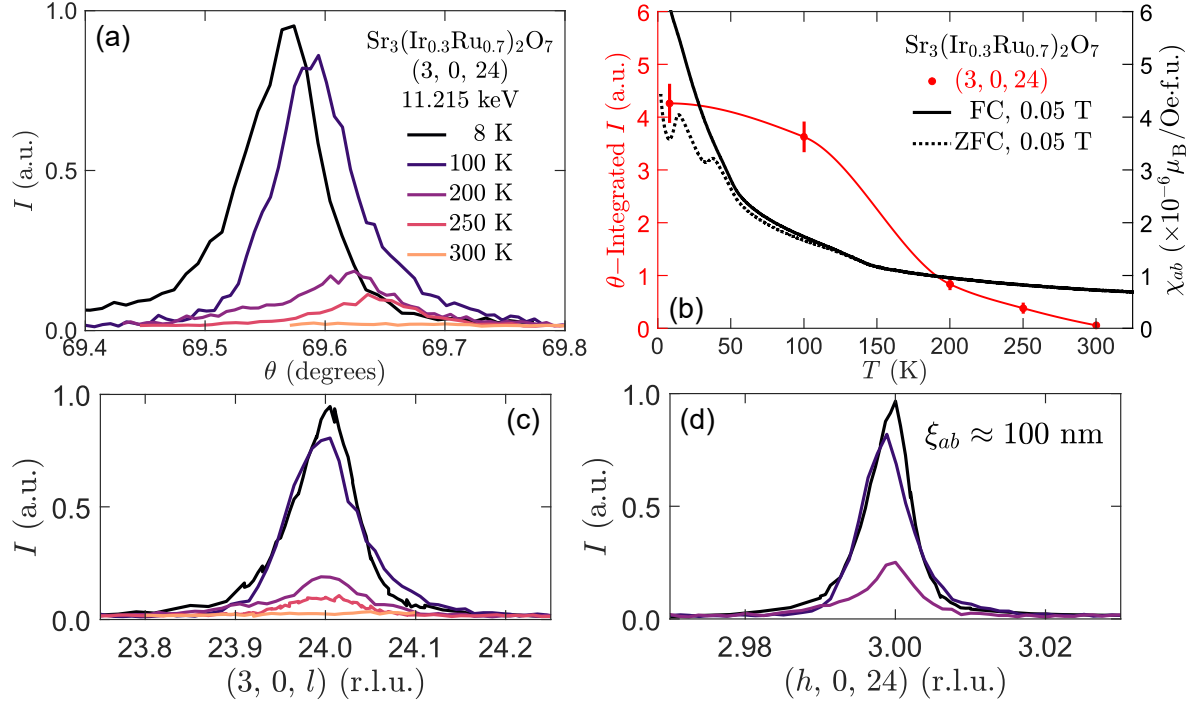 (a)
Sr₃(Ir₀.₃Ru₀.₇)₂O₇
(3, 0, 24)
11.215 keV
8 K
100 K
200 K
250 K
300 K
1.0
0.5
0.0
I (a.u.)
69.4 69.5 69.6 69.7 69.8
θ (degrees)
(b)
Sr₃(Ir₀.₃Ru₀.₇)₂O₇
(3, 0, 24)
FC, 0.05 T
ZFC, 0.05 T
6
5
4
3
2
1
0
θ−Integrated I (a.u.)
6
5
4
3
2
1
0
χab (×10⁻⁶μB/Oe·f.u.)
0 50 100 150 200 250 300
T (K)
(c)
1.0
0.5
0.0
I (a.u.)
23.8 23.9 24.0 24.1 24.2
(3, 0, l) (r.l.u.)
(d)
ξab ≈ 100 nm
1.0
0.5
0.0
I (a.u.)
2.98 3.00 3.02
(h, 0, 24) (r.l.u.)